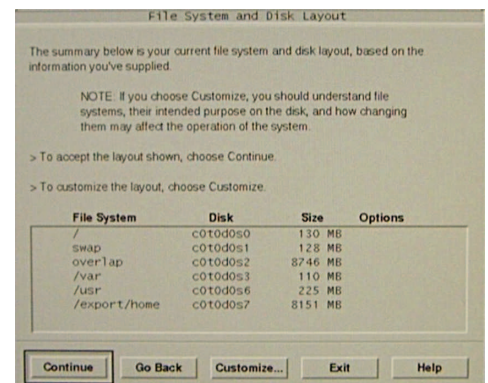 File System and Disk Layout
The summary below is your current file system and disk layout, based on the
information you've supplied.
NOTE: If you choose Customize, you should understand file
systems, their intended purpose on the disk, and how changing
them may affect the operation of the system.
> To accept the layout shown, choose Continue.
> To customize the layout, choose Customize.
File System Disk Size Options
/ c0t0d0s0 130 MB
swap c0t0d0s1 128 MB
overlap c0t0d0s2 8746 MB
/var c0t0d0s3 110 MB
/usr c0t0d0s6 225 MB
/export/home c0t0d0s7 8151 MB
Continue Go Back Customize... Exit Help